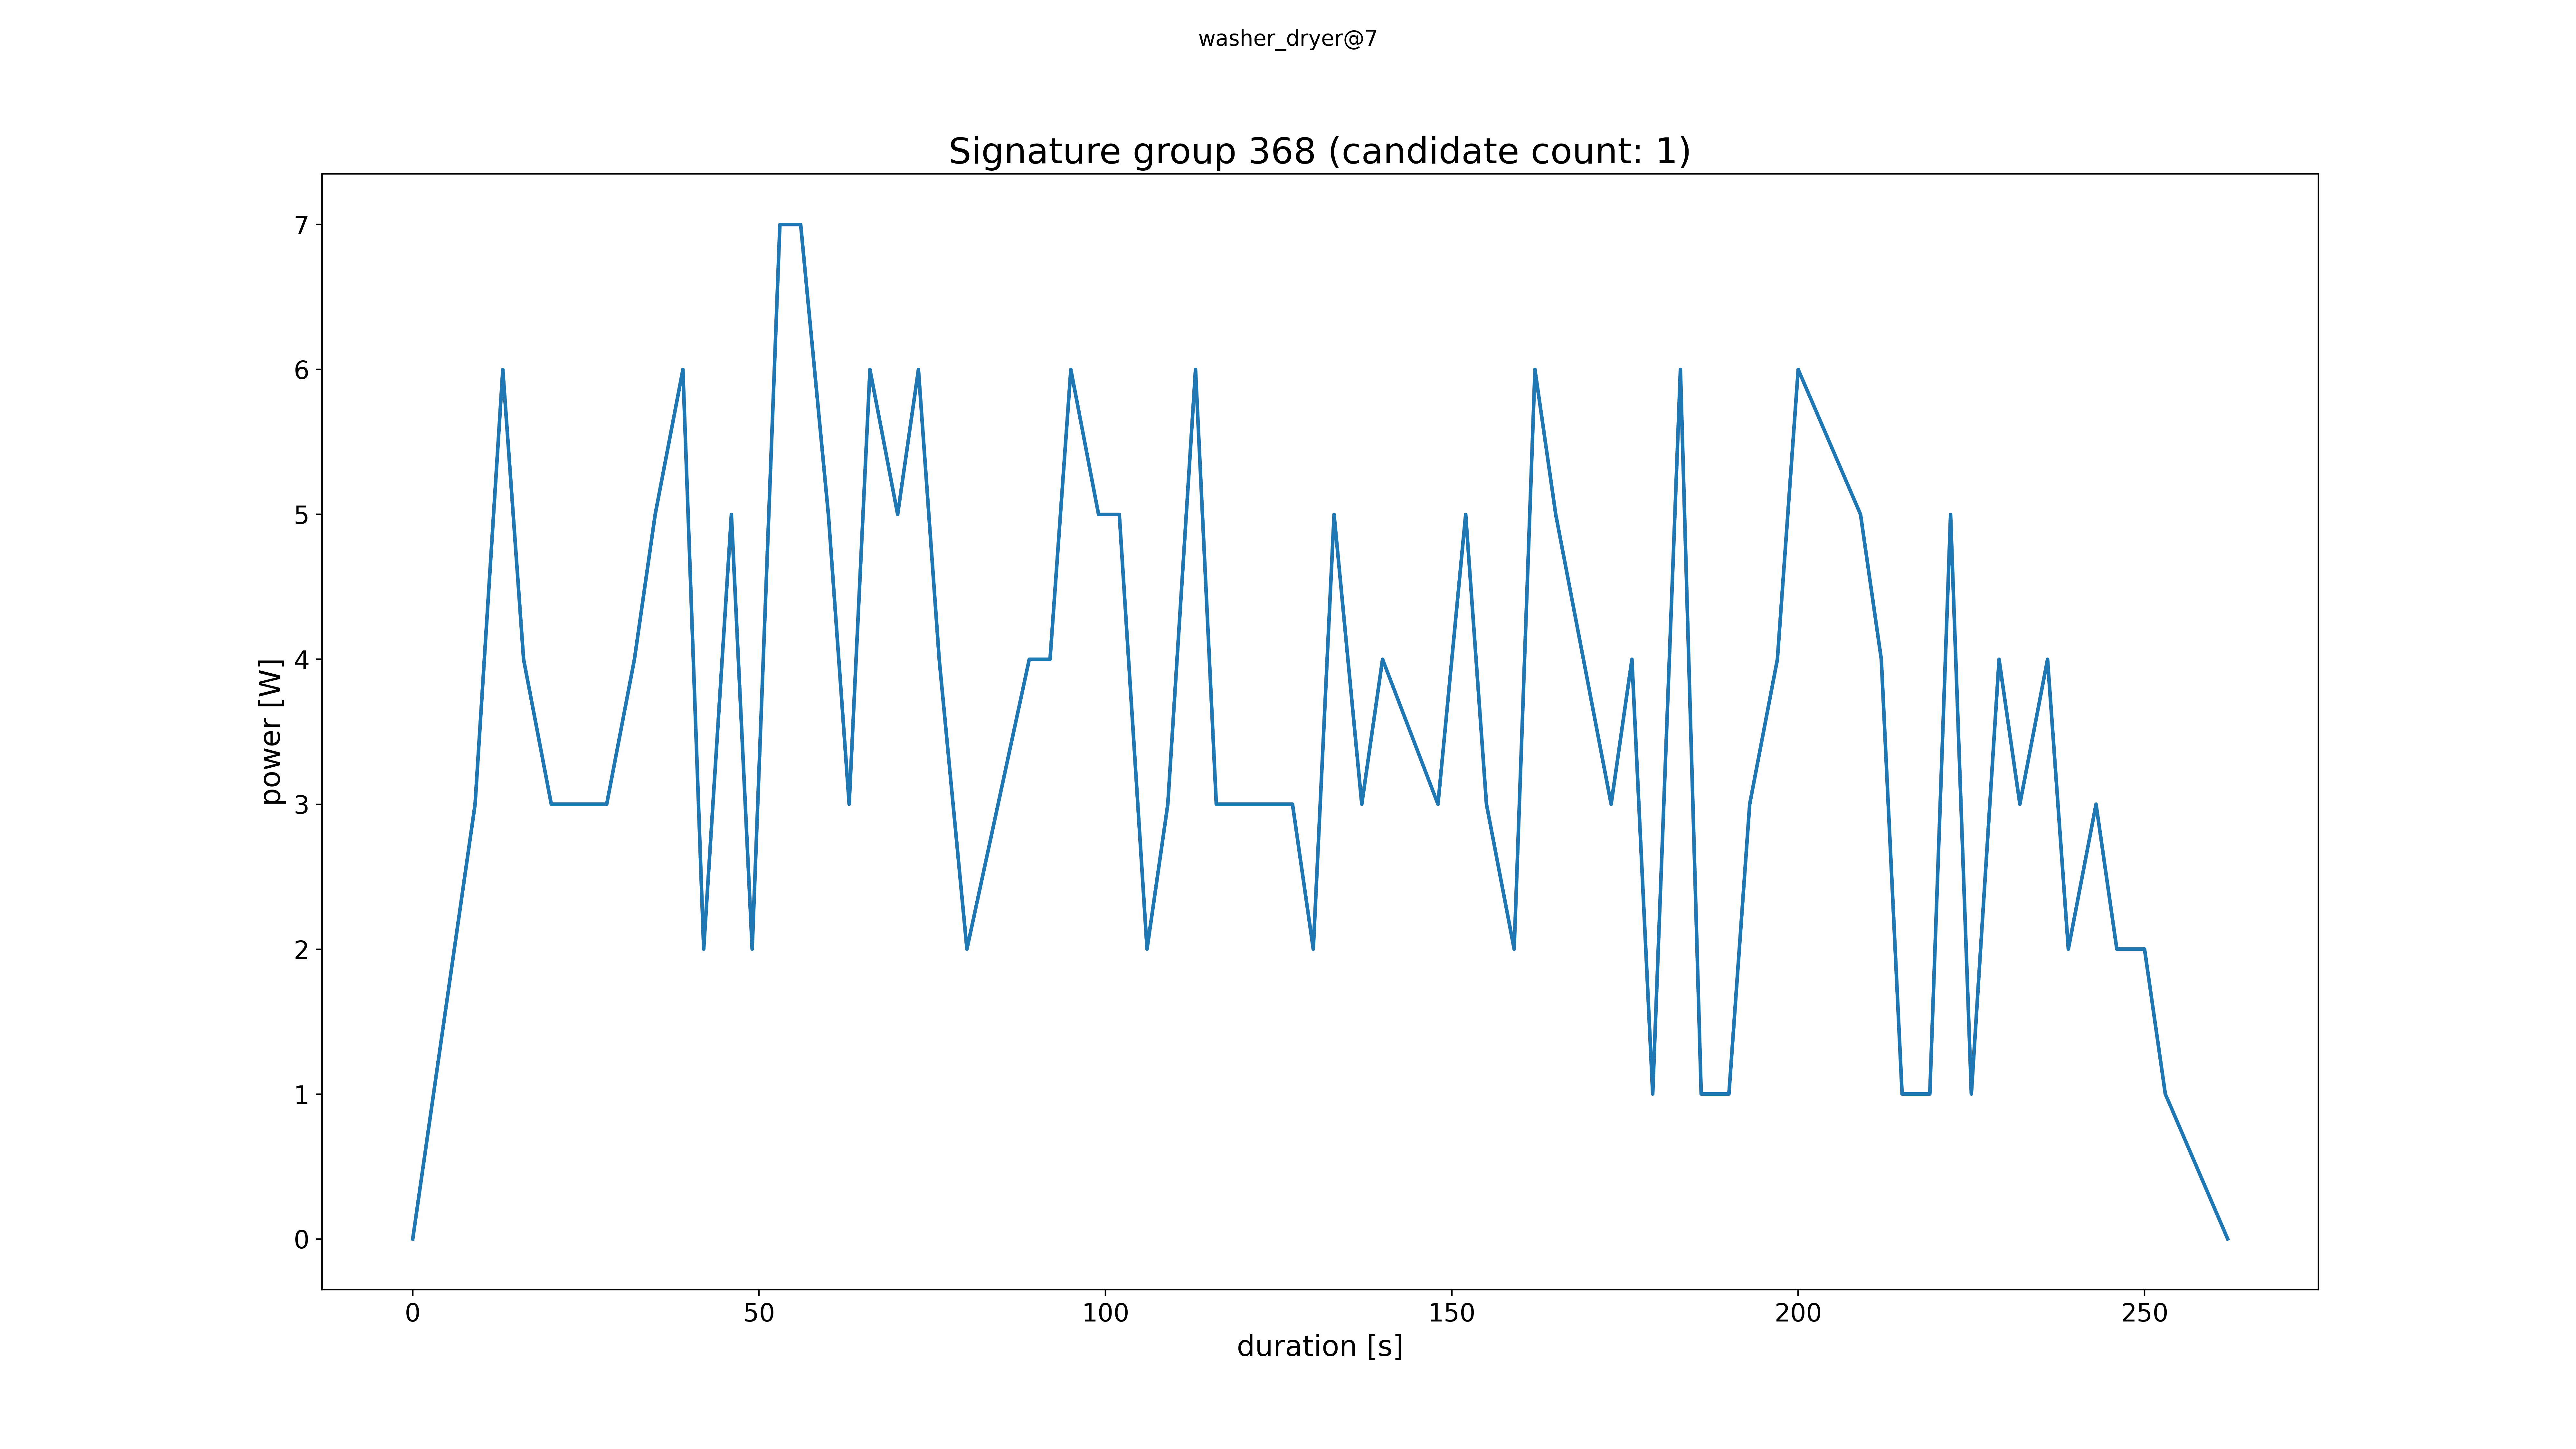 washer_dryer@7
Signature group 368 (candidate count: 1)
7
6
5
4
3
2
1
0
power [W]
0 50 100 150 200 250
duration [s]